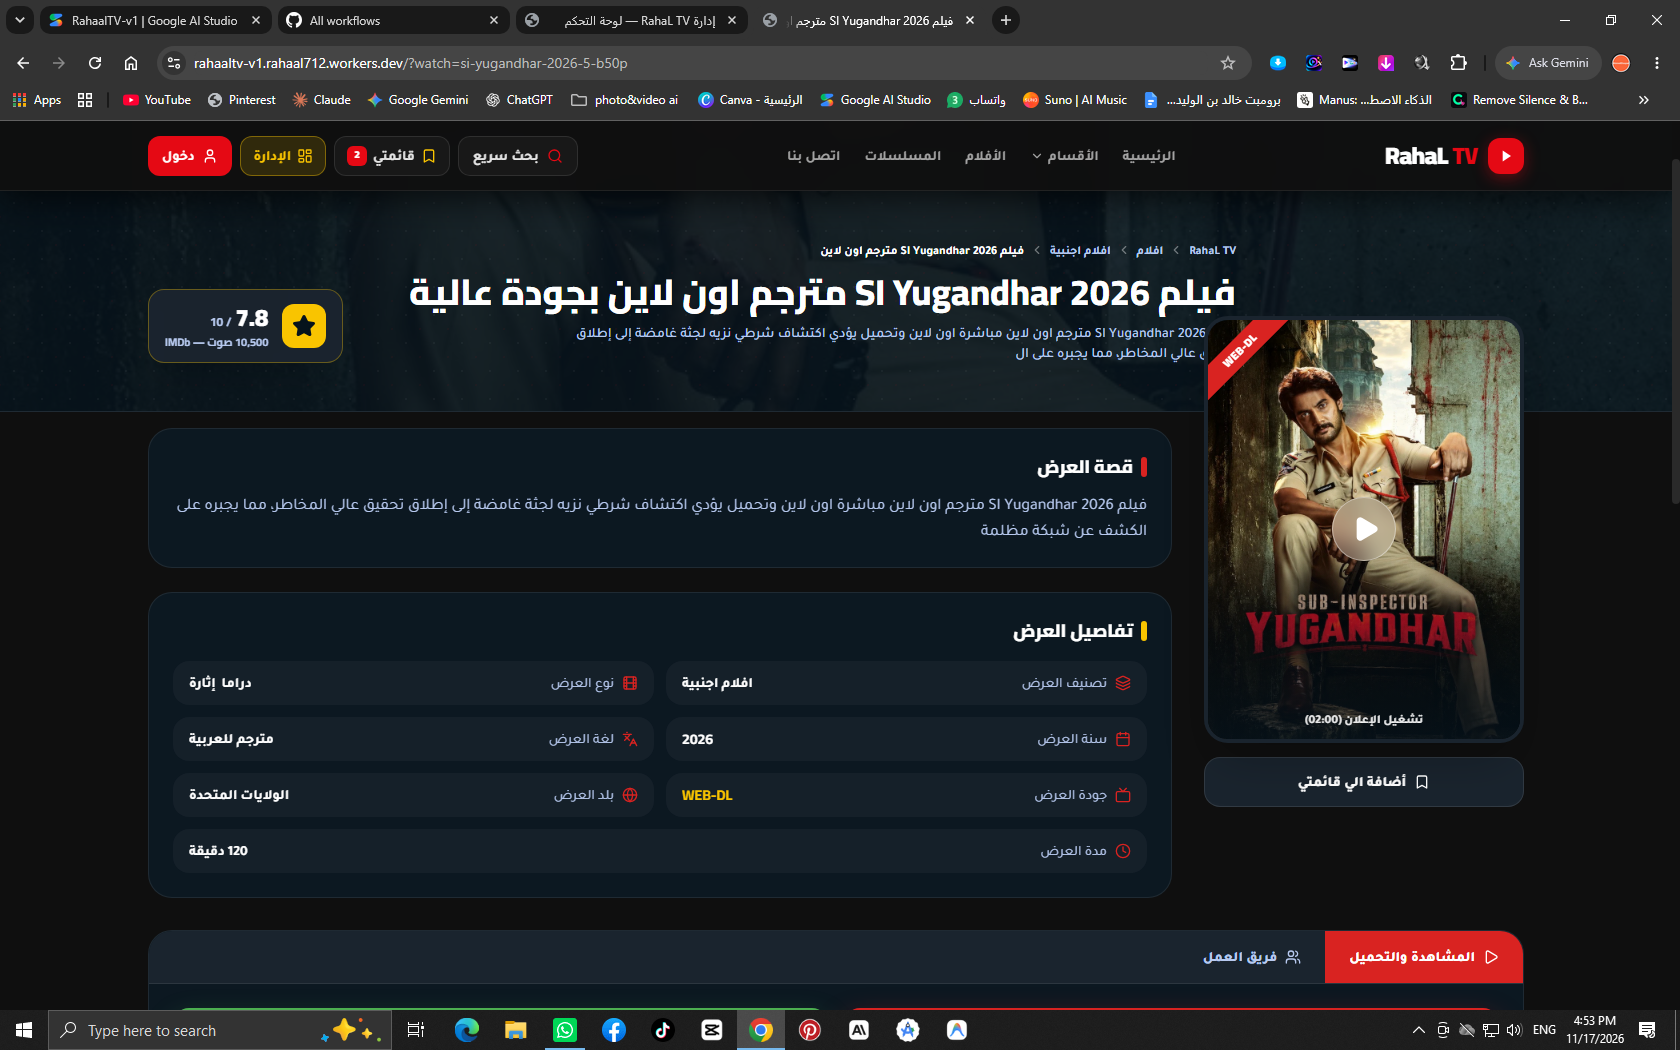 RahaalTV-v1 | Google AI Studio
All workflows
إدارة RahaL TV — لوحة التحكم
فيلم SI Yugandhar 2026 مترجم ا
rahaaltv-v1.rahaal712.workers.dev/?watch=si-yugandhar-2026-5-b50p
Ask Gemini
Apps
YouTube
Pinterest
Claude
Google Gemini
ChatGPT
photo&video ai
Canva - الرئيسية
Google AI Studio
3
واتساب
Suno | AI Music
برومبت خالد بن الوليد...
Manus: الذكاء الاصط...
Remove Silence & B...
RahaL TV
الرئيسية
الأقسام
الأفلام
المسلسلات
اتصل بنا
بحث سريع
قائمتي 2
الإدارة
دخول
RahaL TV
افلام
افلام اجنبية
فيلم SI Yugandhar 2026 مترجم اون لاين
فيلم SI Yugandhar 2026 مترجم اون لاين بجودة عالية
SI Yugandhar 2026 مترجم اون لاين مباشرة اون لاين وتحميل يؤدي اكتشاف شرطي نزيه لجثة غامضة إلى إطلاق
عالي المخاطر، مما يجبره على ال
7.8 / 10
10,500 صوت — IMDb
WEB-DL
SUB-INSPECTOR
YUGANDHAR
تشغيل الإعلان (02:00)
أضافة الي قائمتي
قصة العرض
فيلم SI Yugandhar 2026 مترجم اون لاين مباشرة اون لاين وتحميل يؤدي اكتشاف شرطي نزيه لجثة غامضة إلى إطلاق تحقيق عالي المخاطر، مما يجبره على
الكشف عن شبكة مظلمة
تفاصيل العرض
تصنيف العرض
افلام اجنبية
نوع العرض
دراما إثارة
سنة العرض
2026
لغة العرض
مترجم للعربية
جودة العرض
WEB-DL
بلد العرض
الولايات المتحدة
مدة العرض
120 دقيقة
المشاهدة والتحميل
فريق العمل
Type here to search
ENG
4:53 PM
11/17/2026